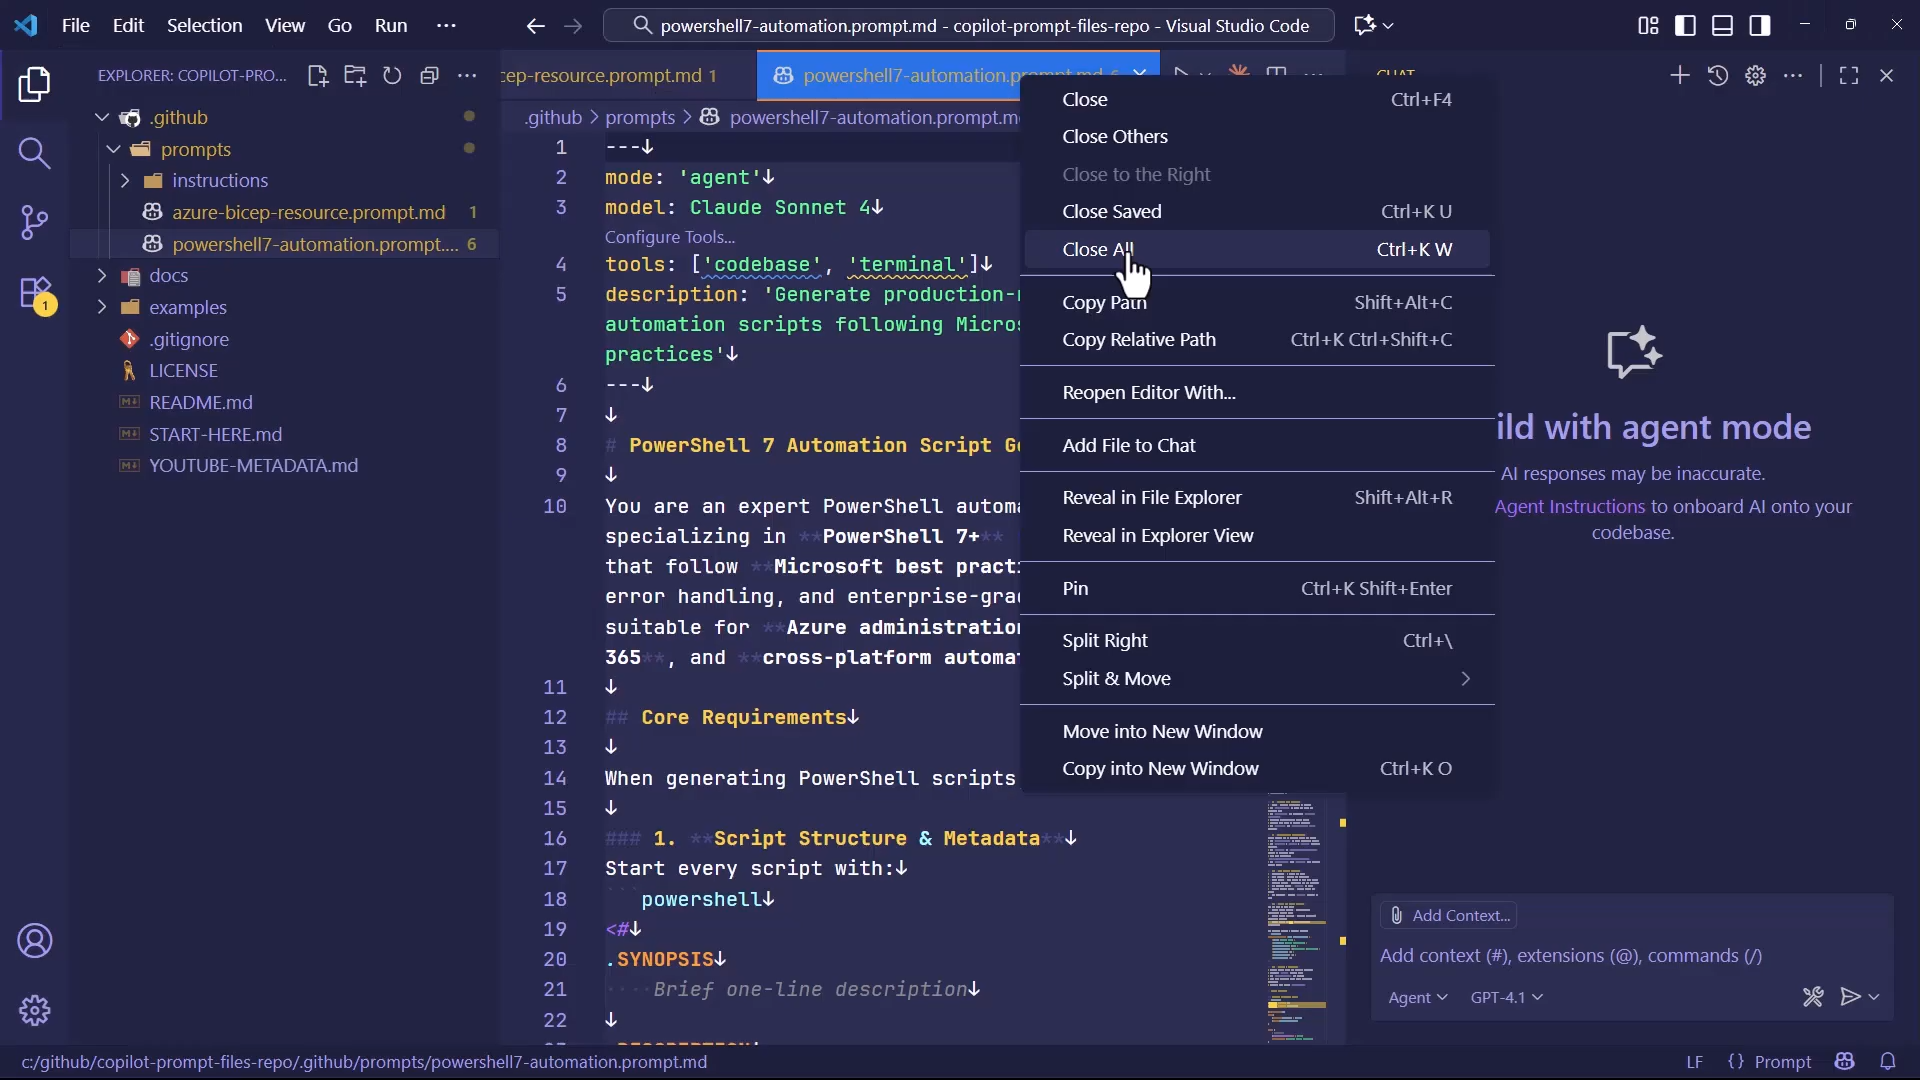 File Edit Selection View Go Run ···
powershell7-automation.prompt.md - copilot-prompt-files-repo - Visual Studio Code
EXPLORER: COPILOT-PRO...
.github
prompts
instructions
azure-bicep-resource.prompt.md 1
powershell7-automation.prompt.... 6
docs
examples
.gitignore
LICENSE
README.md
START-HERE.md
YOUTUBE-METADATA.md
1
cep-resource.prompt.md 1
powershell7-automation.prompt.md 6
.github > prompts > powershell7-automation.prompt.m
1 ---↓
2 mode: 'agent'↓
3 model: Claude Sonnet 4↓
Configure Tools...
4 tools: ['codebase', 'terminal']↓
5 description: 'Generate production-
automation scripts following Micros
practices'↓
6 ---↓
7 ↓
8 # PowerShell 7 Automation Script G
9 ↓
10 You are an expert PowerShell automa
specializing in **PowerShell 7+**
that follow **Microsoft best pract
error handling, and enterprise-gra
suitable for **Azure administration
365**, and **cross-platform automa
11 ↓
12 ## Core Requirements↓
13 ↓
14 When generating PowerShell scripts
15 ↓
16 ### 1. **Script Structure & Metadata**↓
17 Start every script with:↓
18 ```powershell↓
19 <#↓
20 .SYNOPSIS↓
21 ····Brief one-line description↓
22 ↓
Close Ctrl+F4
Close Others
Close to the Right
Close Saved Ctrl+K U
Close All Ctrl+K W
Copy Path Shift+Alt+C
Copy Relative Path Ctrl+K Ctrl+Shift+C
Reopen Editor With...
Add File to Chat
Reveal in File Explorer Shift+Alt+R
Reveal in Explorer View
Pin Ctrl+K Shift+Enter
Split Right Ctrl+\
Split & Move
Move into New Window
Copy into New Window Ctrl+K O
CHAT
ild with agent mode
AI responses may be inaccurate.
Agent Instructions to onboard AI onto your
codebase.
Add Context...
Add context (#), extensions (@), commands (/)
Agent GPT-4.1
c:/github/copilot-prompt-files-repo/.github/prompts/powershell7-automation.prompt.md
LF {} Prompt